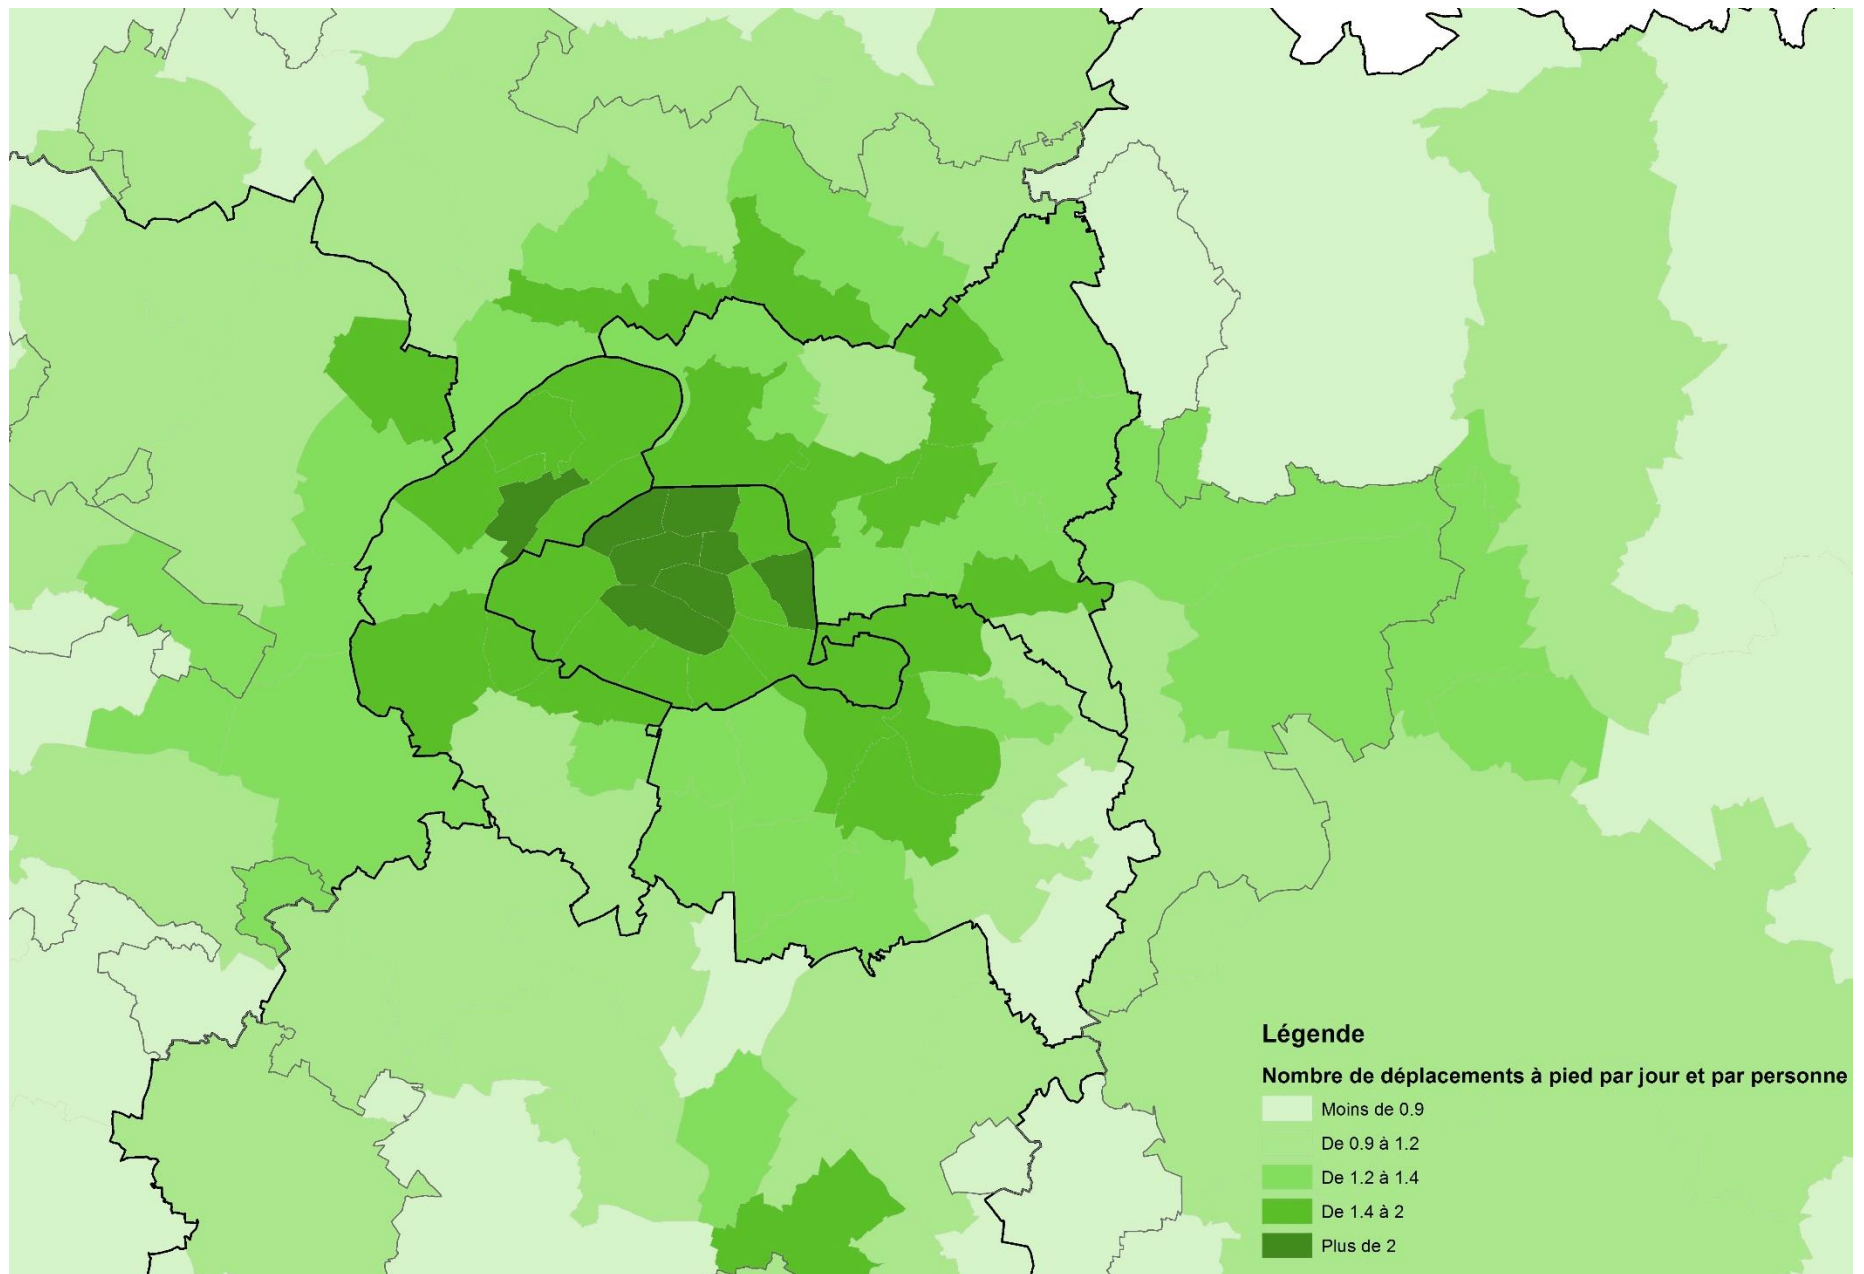 Légende
Nombre de déplacements à pied par jour et par personne
Moins de 0.9
De 0.9 à 1.2
De 1.2 à 1.4
De 1.4 à 2
Plus de 2